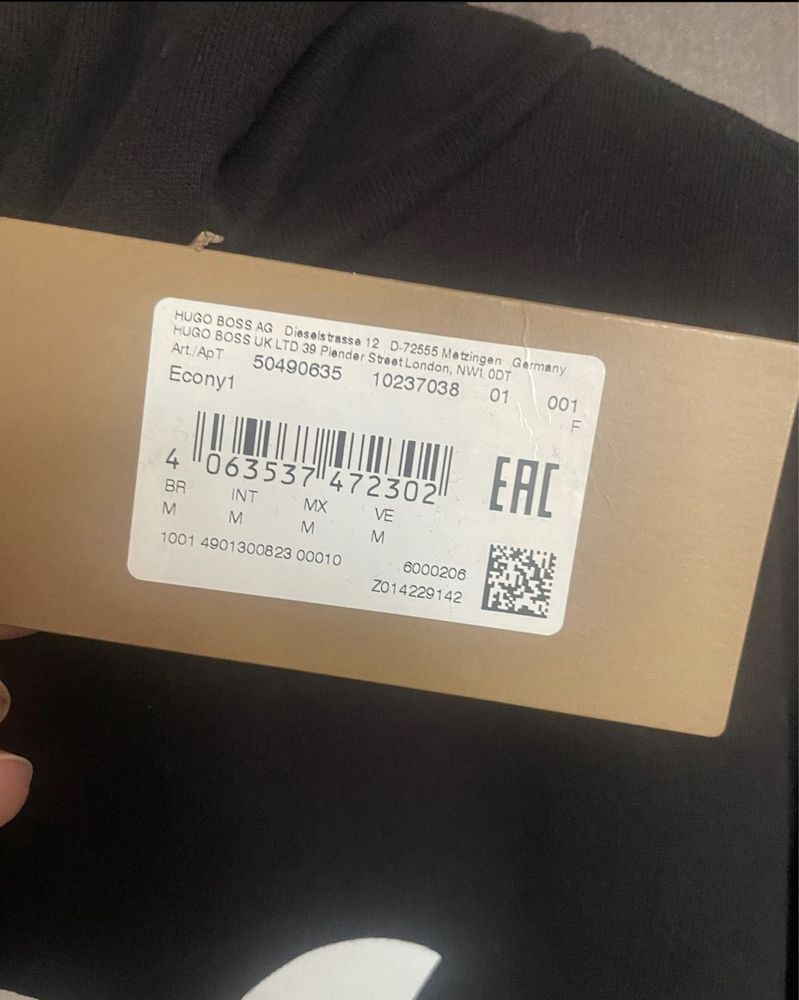 HUGO BOSS AG Dieselstrasse 12 D-72555 Metzingen Germany
HUGO BOSS UK LTD 39 Plender Street London, NW1 0DT
Art./ApT 50490635 10237038 01 001
Econy1 F
4 063537 472302
EAC
BR INT MX VE
M M M M
1001 4901300823 00010 6000206
Z014229142